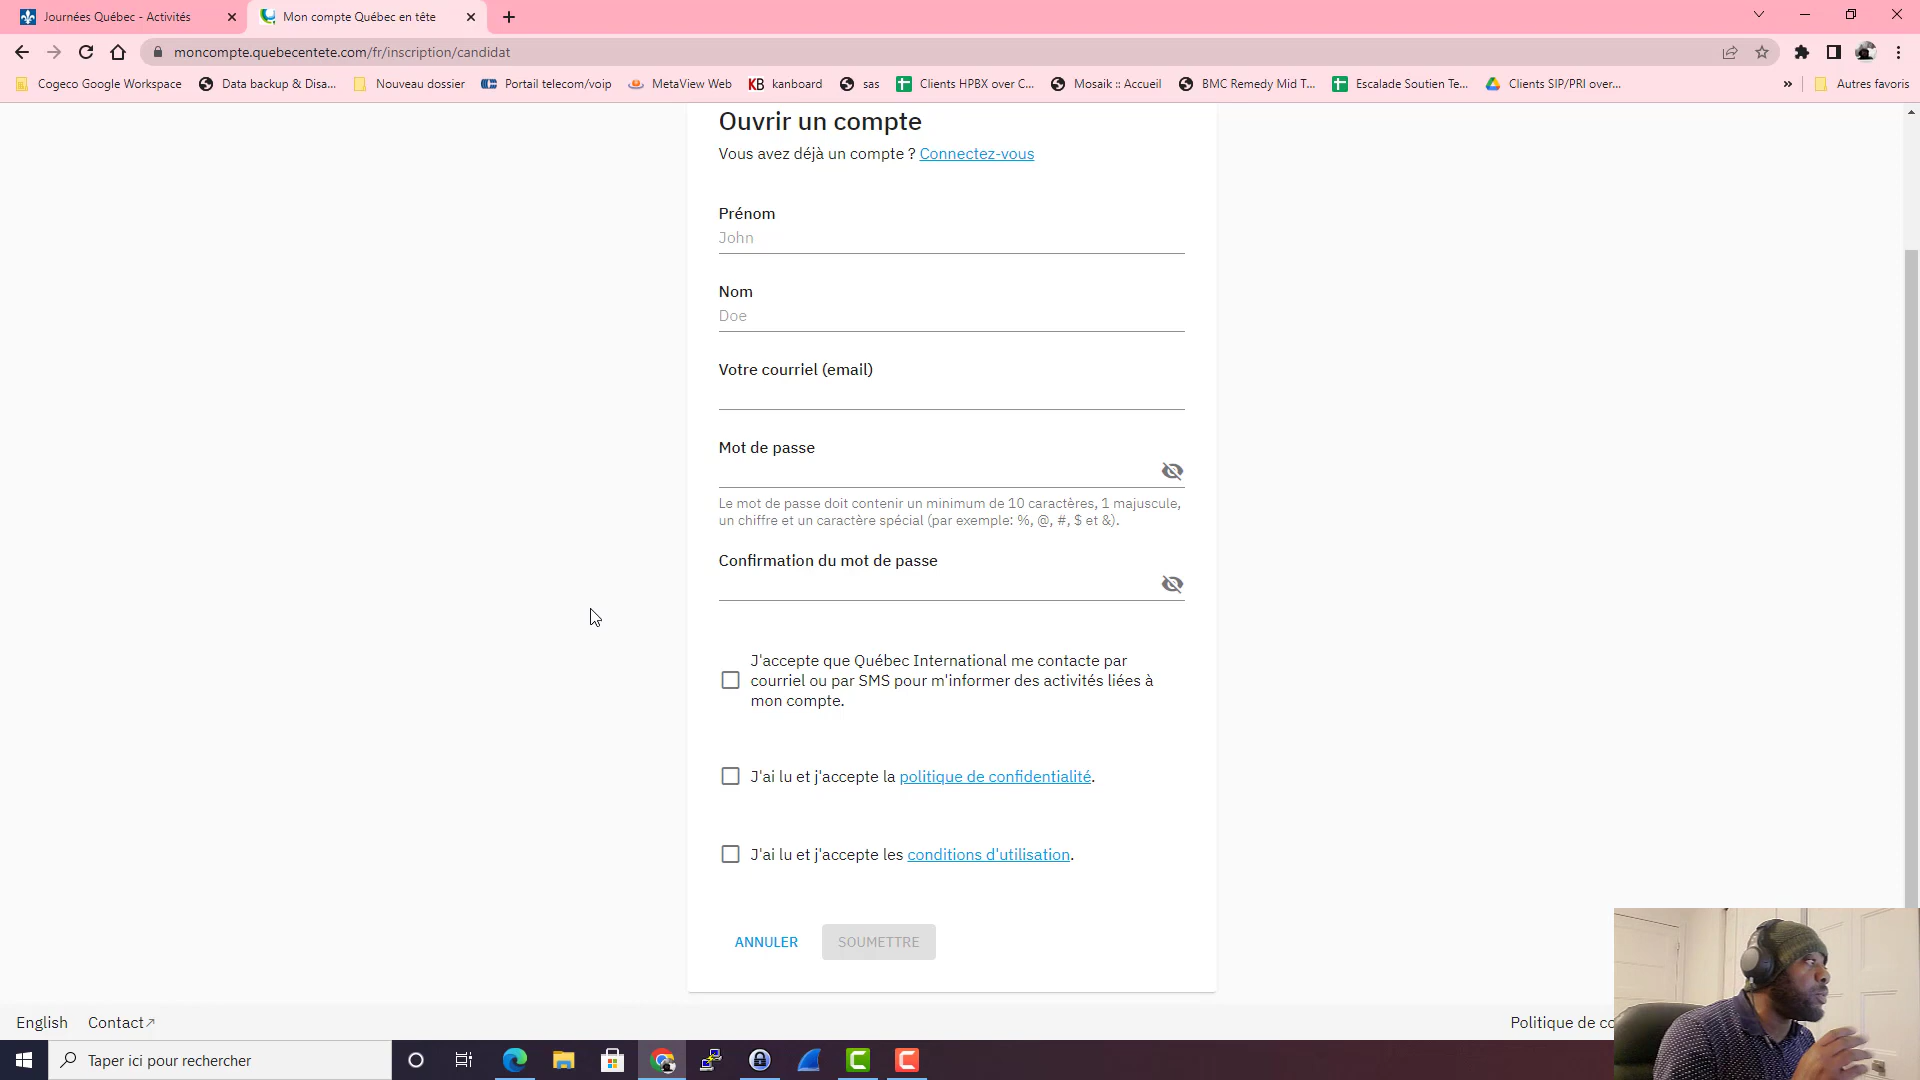 Journées Québec - Activités
Mon compte Québec en tête
moncompte.quebecentete.com/fr/inscription/candidat
Cogeco Google Workspace
Data backup & Disa...
Nouveau dossier
Portail telecom/voip
MetaView Web
KB kanboard
sas
Clients HPBX over C...
Mosaik :: Accueil
BMC Remedy Mid T...
Escalade Soutien Te...
Clients SIP/PRI over...
»
Autres favoris
Ouvrir un compte
Vous avez déjà un compte ? Connectez-vous
Prénom
John
Nom
Doe
Votre courriel (email)
Mot de passe
Le mot de passe doit contenir un minimum de 10 caractères, 1 majuscule,
un chiffre et un caractère spécial (par exemple: %, @, #, $ et &).
Confirmation du mot de passe
J'accepte que Québec International me contacte par
courriel ou par SMS pour m'informer des activités liées à
mon compte.
J'ai lu et j'accepte la politique de confidentialité.
J'ai lu et j'accepte les conditions d'utilisation.
ANNULER
SOUMETTRE
English
Contact↗
Politique de co
Taper ici pour rechercher